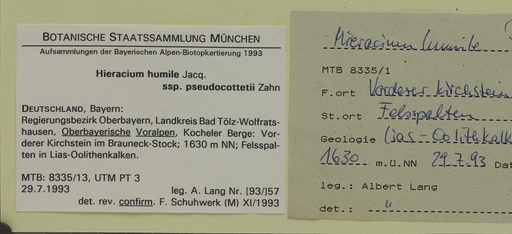 BOTANISCHE STAATSSAMMLUNG MÜNCHEN
Aufsammlungen der Bayerischen Alpen-Biotopkartierung 1993
Hieracium humile Jacq.
ssp. pseudocottetii Zahn
DEUTSCHLAND, Bayern:
Regierungsbezirk Oberbayern, Landkreis Bad Tölz-Wolfrats-
hausen, Oberbayerische Voralpen, Kocheler Berge: Vor-
derer Kirchstein im Brauneck-Stock; 1630 m NN; Felsspal-
ten in Lias-Oolithenkalken.
MTB: 8335/13, UTM PT 3
29.7.1993 leg. A. Lang Nr. [93/]57
det. rev. confirm. F. Schuhwerk (M) XI/1993
Hieracium humile
MTB 8335/1
F.ort Vorderer Kirchstein
St.ort Felsspalten
Geologie Lias-Oolithkalk
1630 m.ü.NN 29.7.93 Dat
leg.: Albert Lang
det.: "